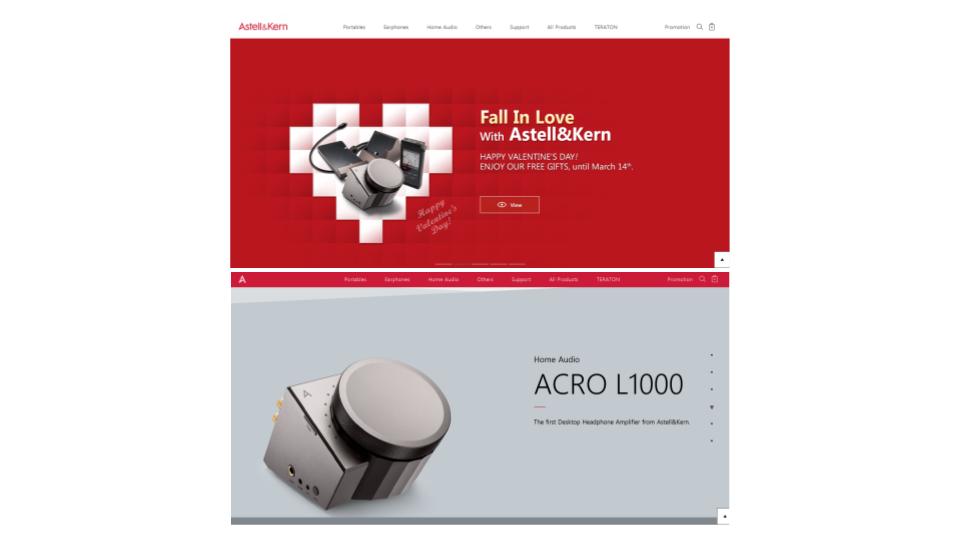 Astell&Kern
Portables Earphones Home Audio Others Support All Products TERATON Promotion
Fall In Love
With Astell&Kern
HAPPY VALENTINE'S DAY!
ENJOY OUR FREE GIFTS, until March 14th.
View
Happy
Valentine's
Day!
Portables Earphones Home Audio Others Support All Products TERATON Promotion
Home Audio
ACRO L1000
The first Desktop Headphone Amplifier from Astell&Kern.